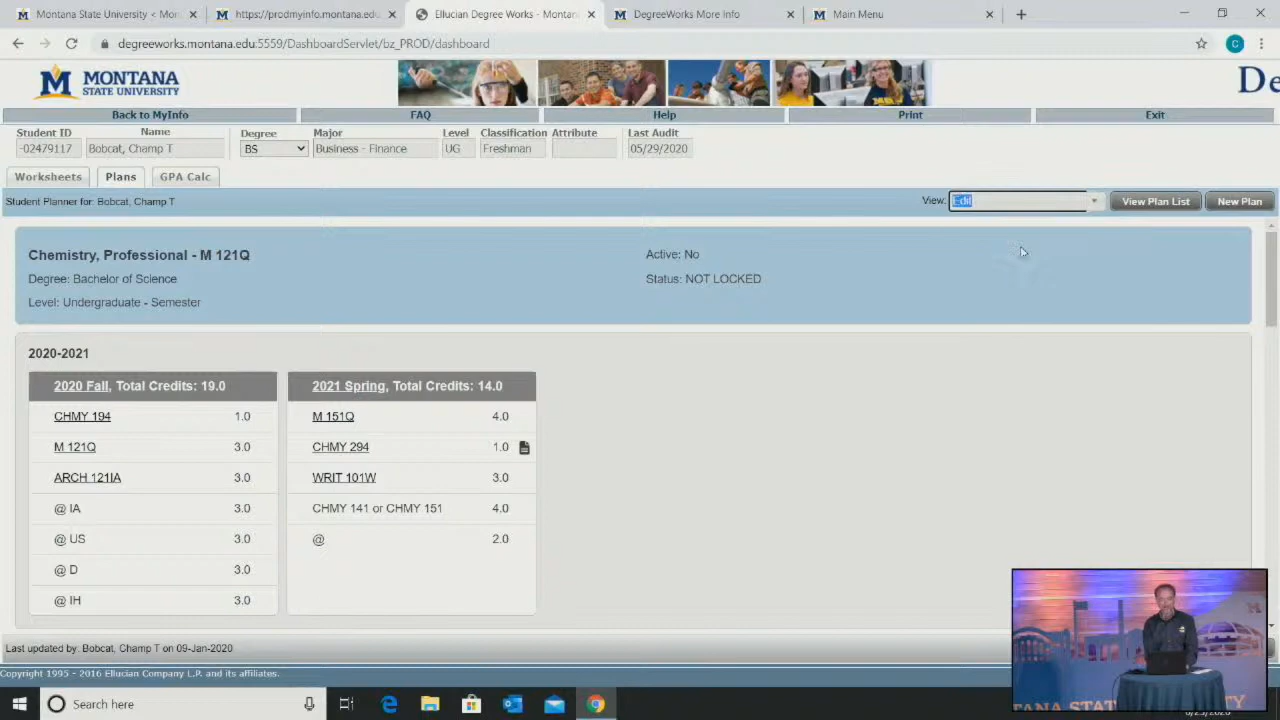 Montana State University < Mon
https://prodmyinfo.montana.edu
Ellucian Degree Works - Montan
DegreeWorks More Info
Main Menu
degreeworks.montana.edu:5559/DashboardServlet/bz_PROD/dashboard
C
M MONTANA
STATE UNIVERSITY
De
Back to MyInfo FAQ Help Print Exit
Student ID Name Degree Major Level Classification Attribute Last Audit
-02479117 Bobcat, Champ T BS Business - Finance UG Freshman 05/29/2020
Worksheets Plans GPA Calc
Student Planner for: Bobcat, Champ T View: Edit View Plan List New Plan
Chemistry, Professional - M 121Q Active: No
Degree: Bachelor of Science Status: NOT LOCKED
Level: Undergraduate - Semester
2020-2021
2020 Fall, Total Credits: 19.0
CHMY 194 1.0
M 121Q 3.0
ARCH 121IA 3.0
@ IA 3.0
@ US 3.0
@ D 3.0
@ IH 3.0
2021 Spring, Total Credits: 14.0
M 151Q 4.0
CHMY 294 1.0
WRIT 101W 3.0
CHMY 141 or CHMY 151 4.0
@ 2.0
Last updated by: Bobcat, Champ T on 09-Jan-2020
Copyright 1995 - 2016 Ellucian Company L.P. and its affiliates.
Search here